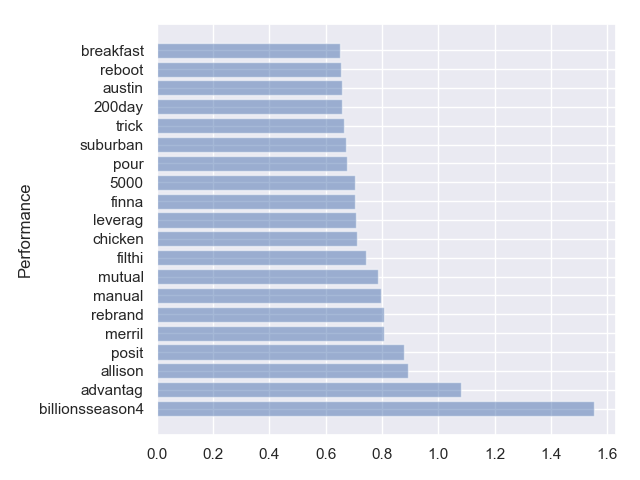 breakfast
reboot
austin
200day
trick
suburban
pour
5000
finna
leverag
chicken
filthi
mutual
manual
rebrand
merril
posit
allison
advantag
billionsseason4
Performance
0.0 0.2 0.4 0.6 0.8 1.0 1.2 1.4 1.6